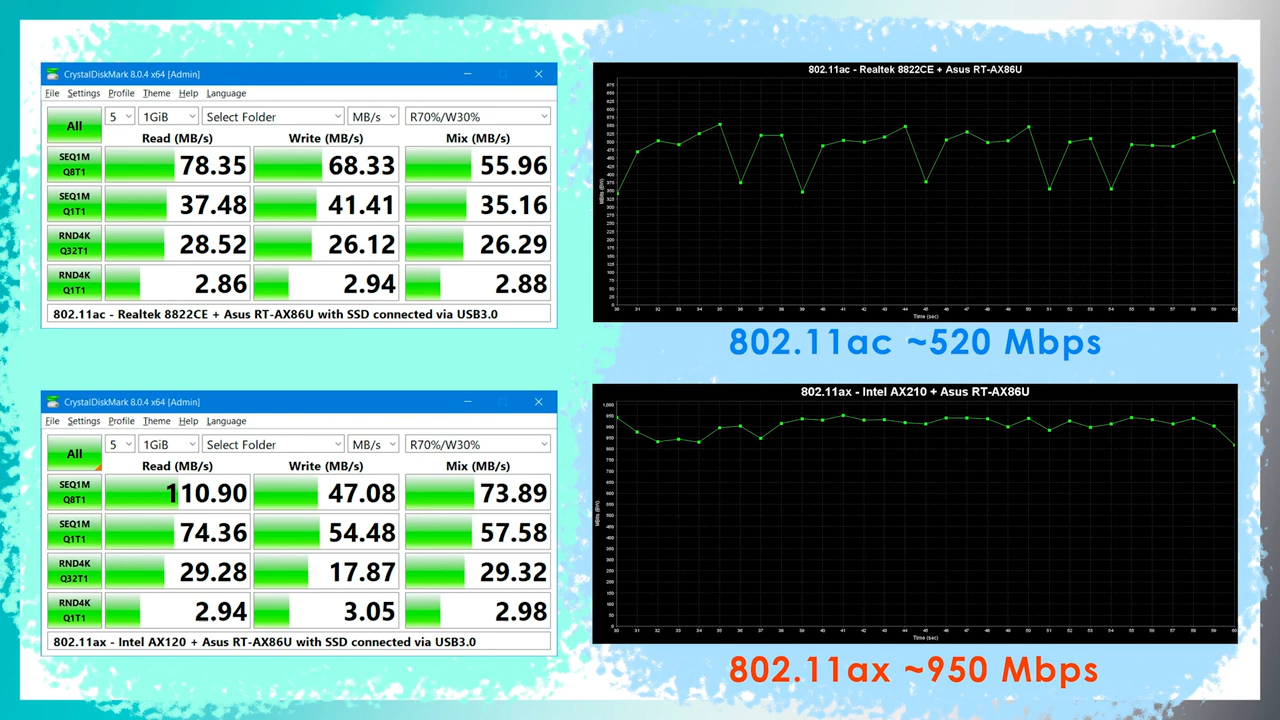 CrystalDiskMark 8.0.4 x64 [Admin]
File Settings Profile Theme Help Language
All 5 1GiB Select Folder MB/s R70%/W30%
Read (MB/s) Write (MB/s) Mix (MB/s)
SEQ1M Q8T1 78.35 68.33 55.96
SEQ1M Q1T1 37.48 41.41 35.16
RND4K Q32T1 28.52 26.12 26.29
RND4K Q1T1 2.86 2.94 2.88
802.11ac - Realtek 8822CE + Asus RT-AX86U with SSD connected via USB3.0
802.11ac - Realtek 8822CE + Asus RT-AX86U
MBits (BW)
Time (sec)
802.11ac ~520 Mbps
CrystalDiskMark 8.0.4 x64 [Admin]
File Settings Profile Theme Help Language
All 5 1GiB Select Folder MB/s R70%/W30%
Read (MB/s) Write (MB/s) Mix (MB/s)
SEQ1M Q8T1 110.90 47.08 73.89
SEQ1M Q1T1 74.36 54.48 57.58
RND4K Q32T1 29.28 17.87 29.32
RND4K Q1T1 2.94 3.05 2.98
802.11ax - Intel AX120 + Asus RT-AX86U with SSD connected via USB3.0
802.11ax - Intel AX210 + Asus RT-AX86U
MBits (BW)
Time (sec)
802.11ax ~950 Mbps